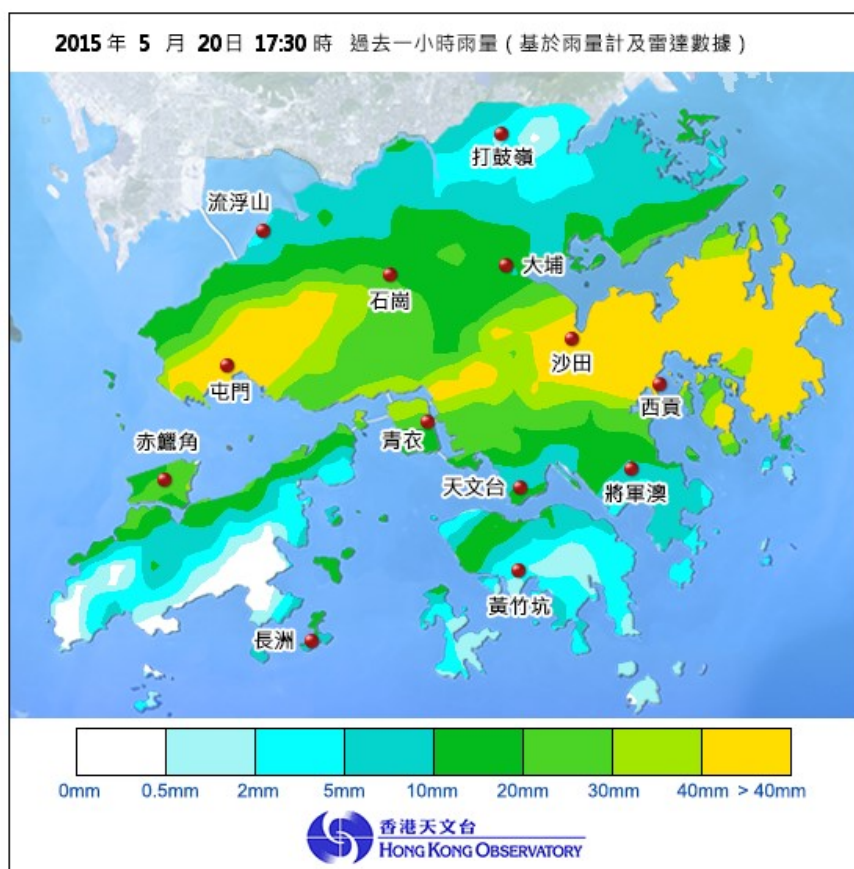 2015 年 5 月 20日 17:30 時 過去一小時雨量 ( 基於雨量計及雷達數據 )
打鼓嶺
流浮山
大埔
石崗
沙田
屯門
西貢
青衣
赤鱲角
將軍澳
天文台
黃竹坑
長洲
0mm 0.5mm 2mm 5mm 10mm 20mm 30mm 40mm > 40mm
香港天文台
HONG KONG OBSERVATORY